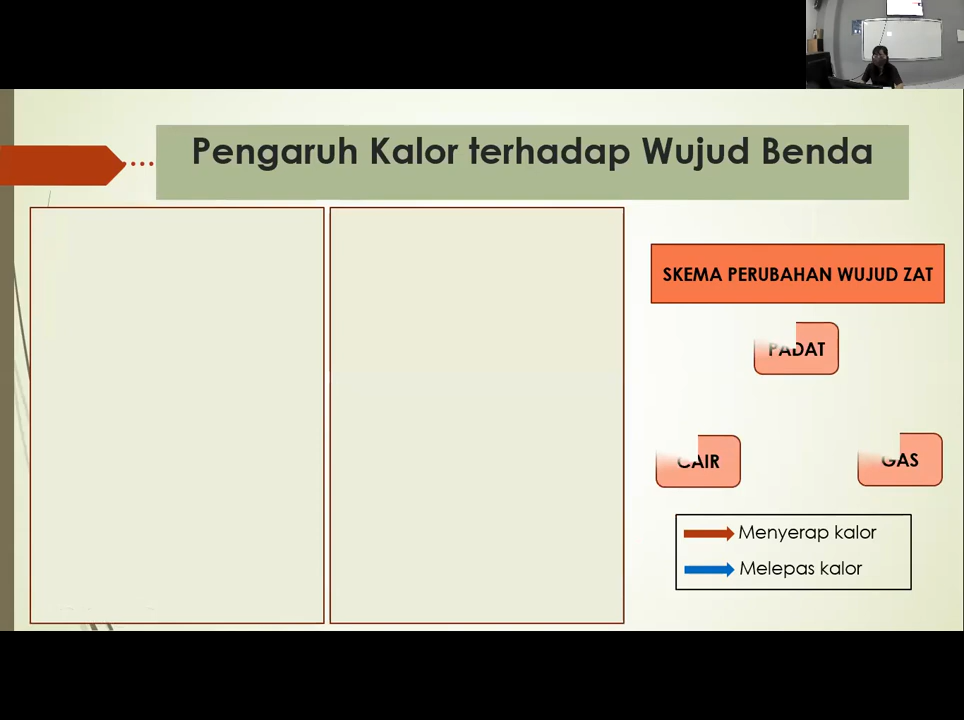 Pengaruh Kalor terhadap Wujud Benda
SKEMA PERUBAHAN WUJUD ZAT
PADAT
CAIR
GAS
Menyerap kalor
Melepas kalor